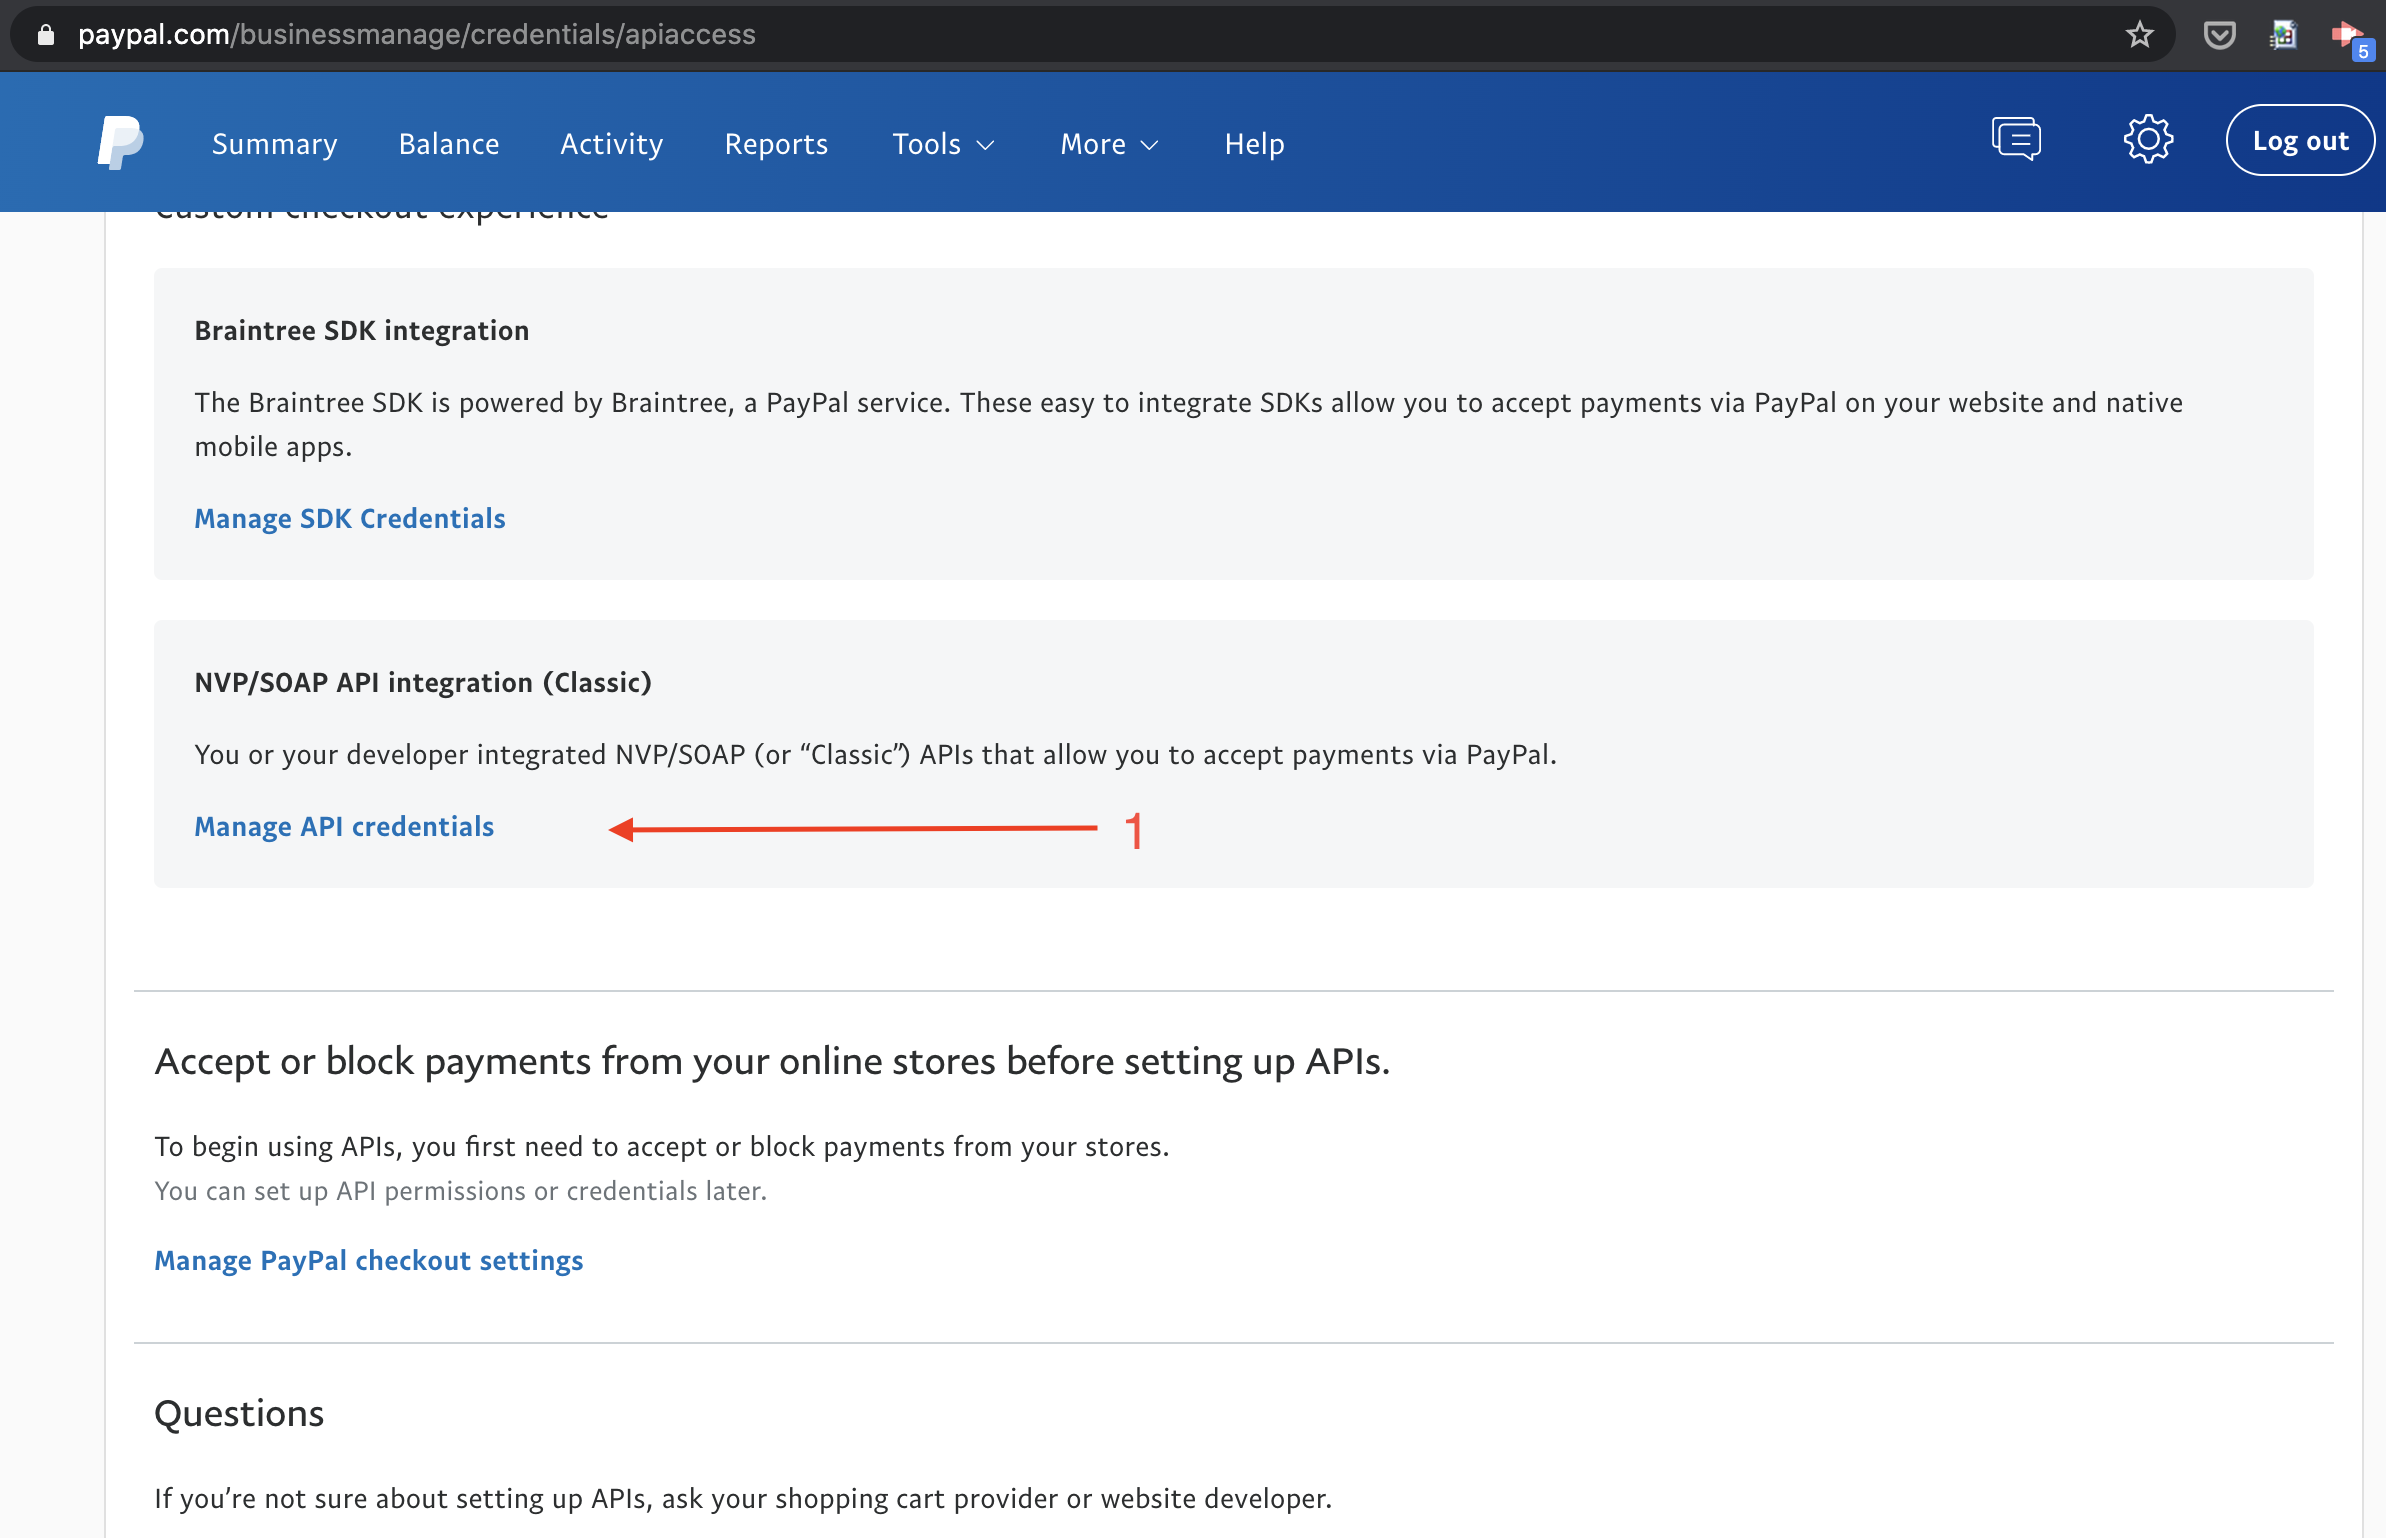 paypal.com/businessmanage/credentials/apiaccess
5
Summary Balance Activity Reports Tools More Help Log out
Custom checkout experience
Braintree SDK integration
The Braintree SDK is powered by Braintree, a PayPal service. These easy to integrate SDKs allow you to accept payments via PayPal on your website and native
mobile apps.
Manage SDK Credentials
NVP/SOAP API integration (Classic)
You or your developer integrated NVP/SOAP (or “Classic”) APIs that allow you to accept payments via PayPal.
Manage API credentials 1
Accept or block payments from your online stores before setting up APIs.
To begin using APIs, you first need to accept or block payments from your stores.
You can set up API permissions or credentials later.
Manage PayPal checkout settings
Questions
If you’re not sure about setting up APIs, ask your shopping cart provider or website developer.